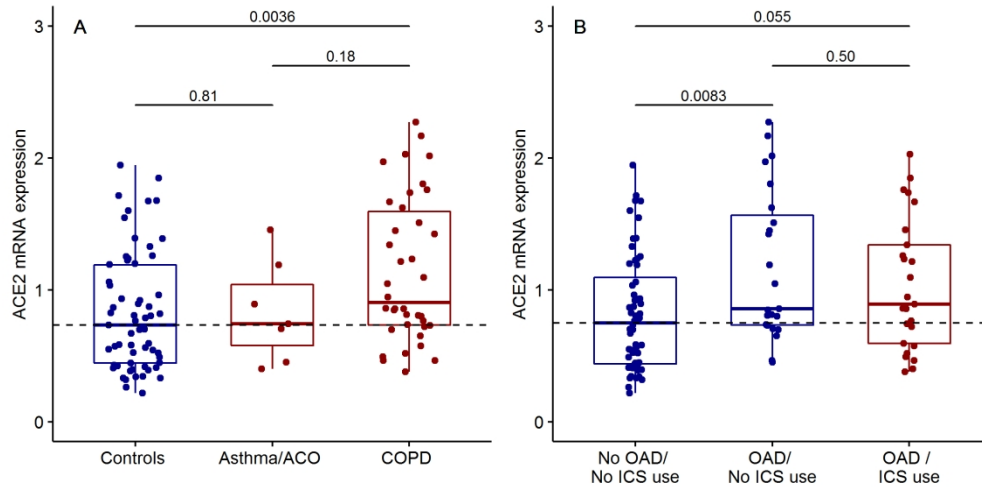 A
ACE2 mRNA expression
3
2
1
0
0.0036
0.18
0.81
Controls
Asthma/ACO
COPD
B
ACE2 mRNA expression
3
2
1
0
0.055
0.50
0.0083
No OAD/
No ICS use
OAD/
No ICS use
OAD /
ICS use